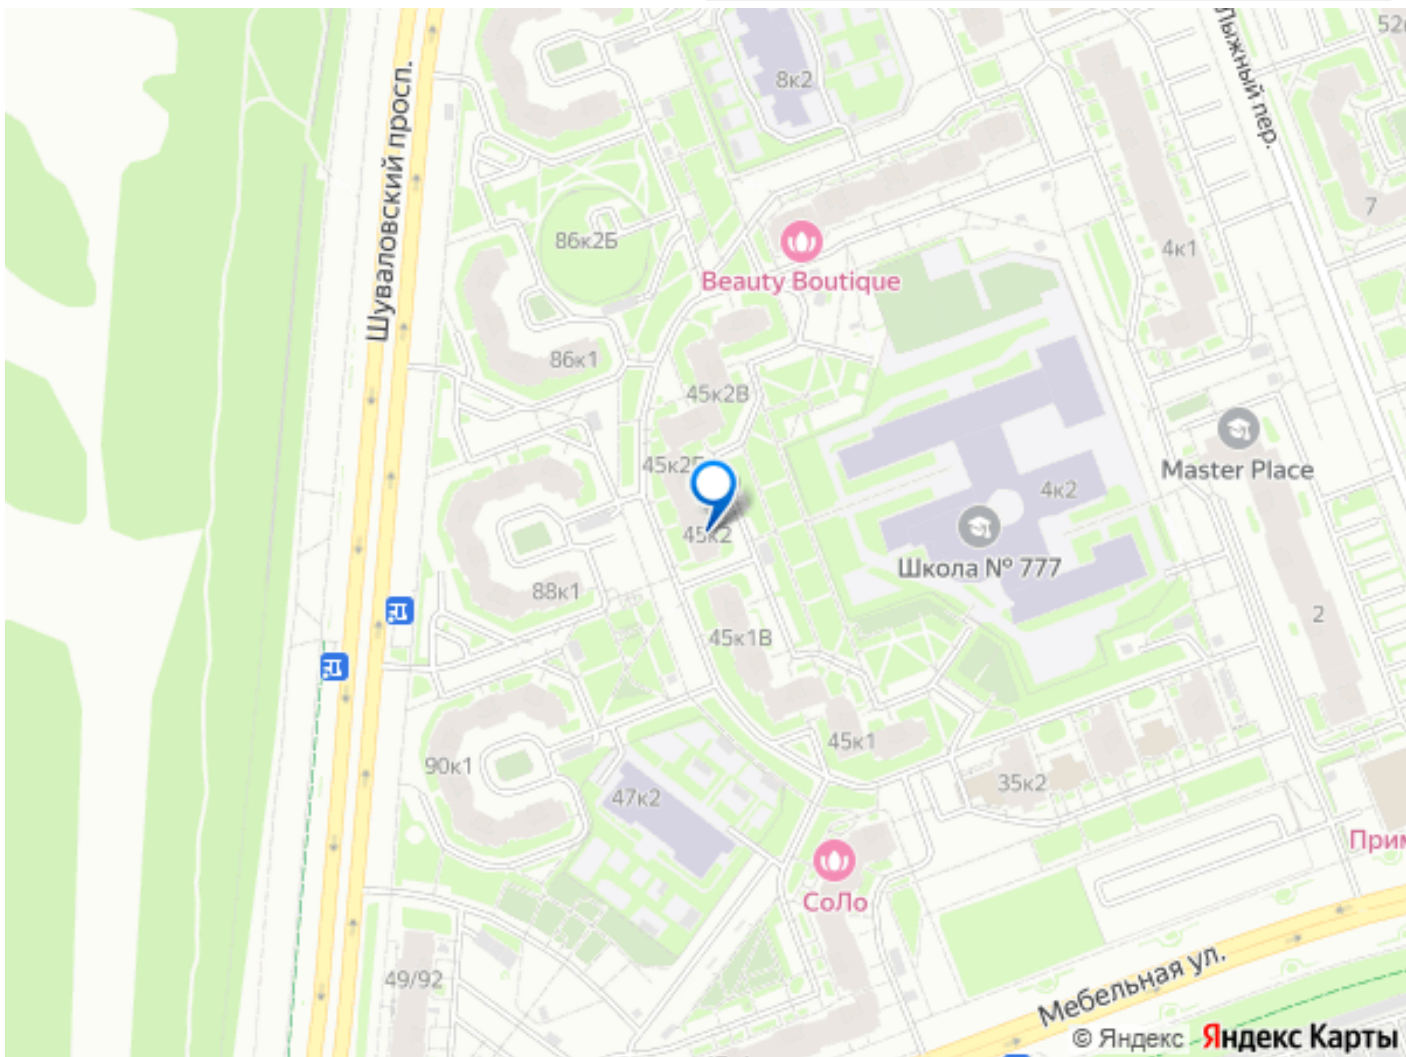 52
8к2
Лыжный пер.
Шуваловский просп.
7
86к2Б
4к1
Beauty Boutique
86к1
45к2В
Master Place
45к2
4к2
Школа № 777
88к1
2
45к1В
45к1
90к1
35к2
47к2
Прим
СоЛо
49/92
Мебельная ул.
© Яндекс Яндекс Карты